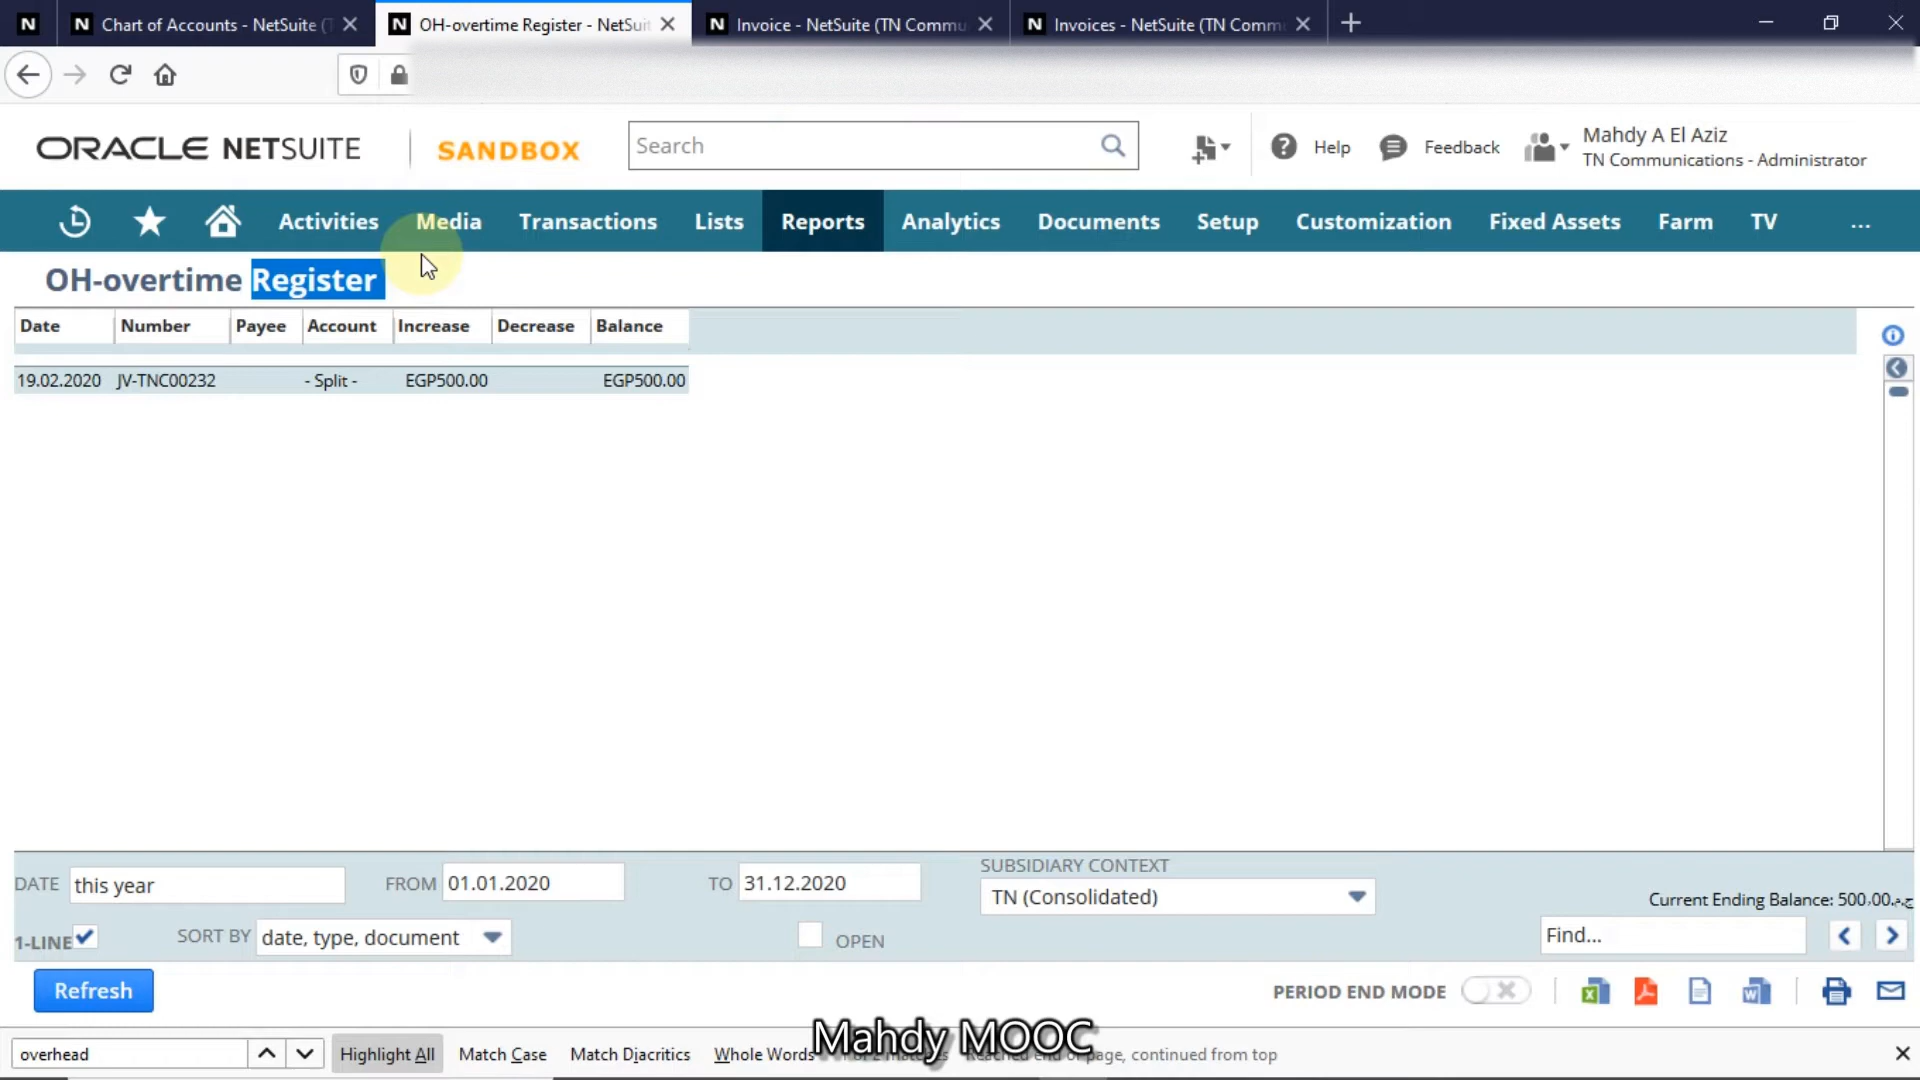 Chart of Accounts - NetSuite (T
OH-overtime Register - NetSuit
Invoice - NetSuite (TN Commu
Invoices - NetSuite (TN Comm
ORACLE NETSUITE
SANDBOX
Search
Help
Feedback
Mahdy A El Aziz
TN Communications - Administrator
Activities Media Transactions Lists Reports Analytics Documents Setup Customization Fixed Assets Farm TV ...
OH-overtime Register
Date Number Payee Account Increase Decrease Balance
19.02.2020 JV-TNC00232 - Split - EGP500.00 EGP500.00
DATE this year FROM 01.01.2020 TO 31.12.2020
SUBSIDIARY CONTEXT
TN (Consolidated)
Current Ending Balance: 500.00
1-LINE SORT BY date, type, document OPEN
Find...
Refresh
PERIOD END MODE
Mahdy MOOC
overhead Highlight All Match Case Match Diacritics Whole Words of page, continued from top